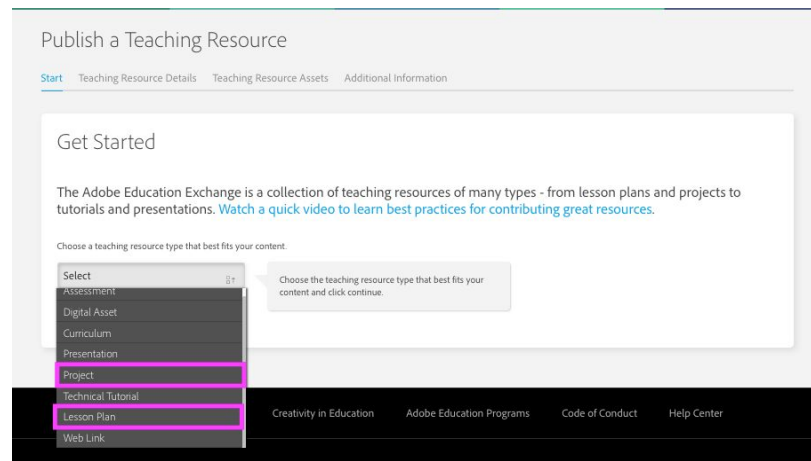 Publish a Teaching Resource
Start Teaching Resource Details Teaching Resource Assets Additional Information
Get Started
The Adobe Education Exchange is a collection of teaching resources of many types - from lesson plans and projects to
tutorials and presentations. Watch a quick video to learn best practices for contributing great resources.
Choose a teaching resource type that best fits your content.
Select
Choose the teaching resource type that best fits your
content and click continue.
Assessment
Digital Asset
Curriculum
Presentation
Project
Technical Tutorial
Lesson Plan
Web Link
Creativity in Education Adobe Education Programs Code of Conduct Help Center